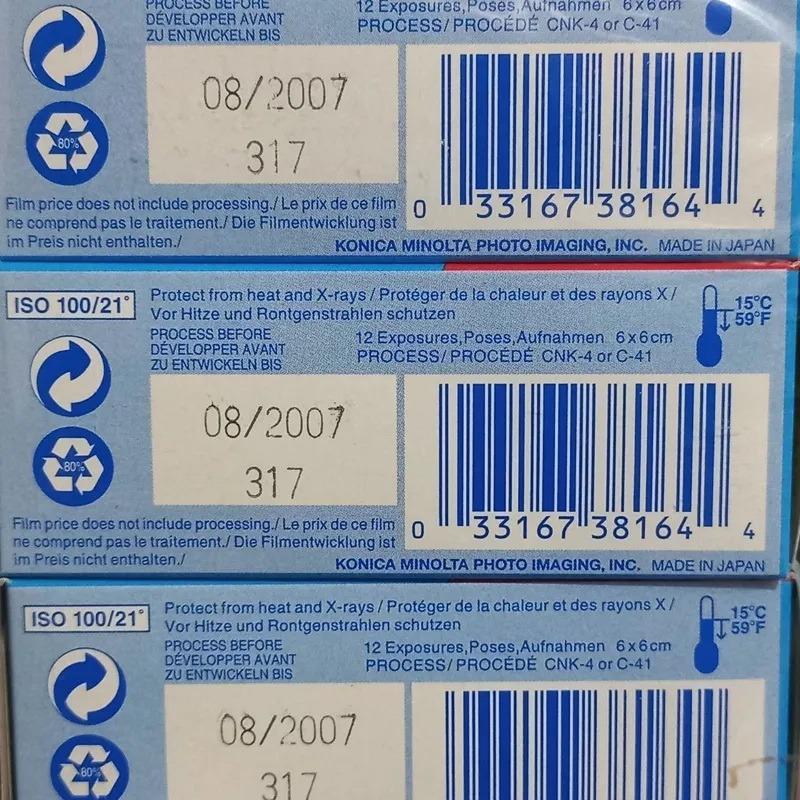 PROCESS BEFORE
DÉVELOPPER AVANT
ZU ENTWICKELN BIS
12 Exposures,Poses,Aufnahmen 6x6cm
PROCESS/PROCÉDÉ CNK-4 or C-41
08/2007
317
80%
0 33167 38164 4
Film price does not include processing./ Le prix de ce film
ne comprend pas le traitement./ Die Filmentwicklung ist
im Preis nicht enthalten./
KONICA MINOLTA PHOTO IMAGING, INC. MADE IN JAPAN
ISO 100/21°
Protect from heat and X-rays / Protéger de la chaleur et des rayons X /
Vor Hitze und Rontgenstrahlen schutzen
15°C
59°F
PROCESS BEFORE
DÉVELOPPER AVANT
ZU ENTWICKELN BIS
12 Exposures,Poses,Aufnahmen 6x6cm
PROCESS/PROCÉDÉ CNK-4 or C-41
08/2007
317
80%
0 33167 38164 4
Film price does not include processing./ Le prix de ce film
ne comprend pas le traitement./ Die Filmentwicklung ist
im Preis nicht enthalten./
KONICA MINOLTA PHOTO IMAGING, INC. MADE IN JAPAN
ISO 100/21°
Protect from heat and X-rays / Protéger de la chaleur et des rayons X /
Vor Hitze und Rontgenstrahlen schutzen
15°C
59°F
PROCESS BEFORE
DÉVELOPPER AVANT
ZU ENTWICKELN BIS
12 Exposures,Poses,Aufnahmen 6x6cm
PROCESS/PROCÉDÉ CNK-4 or C-41
08/2007
317
80%